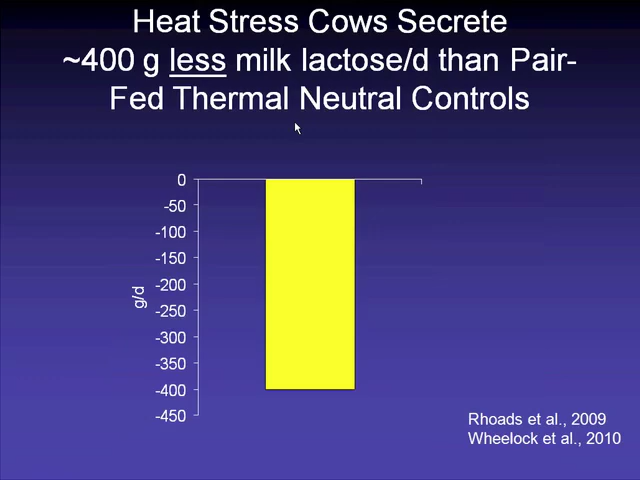 Heat Stress Cows Secrete
~400 g less milk lactose/d than Pair-
Fed Thermal Neutral Controls
0
-50
-100
-150
-200
-250
-300
-350
-400
-450
g/d
Rhoads et al., 2009
Wheelock et al., 2010